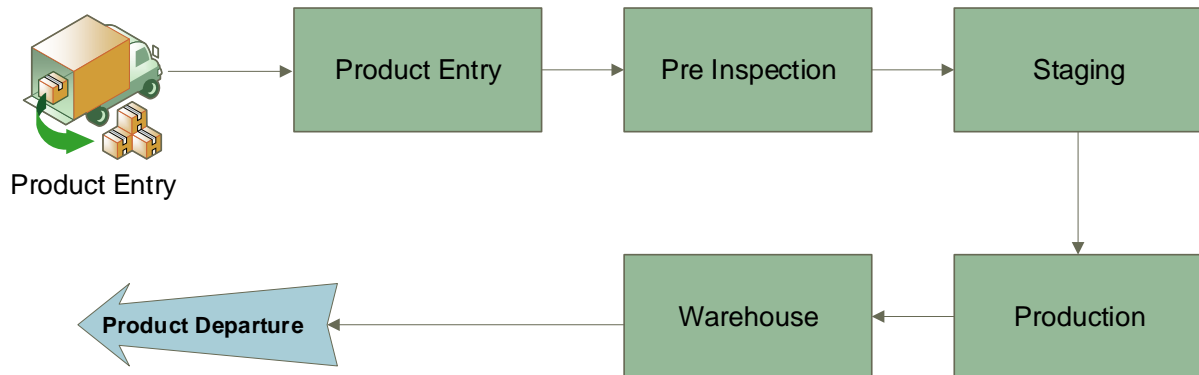 Product Entry
Product Entry
Pre Inspection
Staging
Product Departure
Warehouse
Production